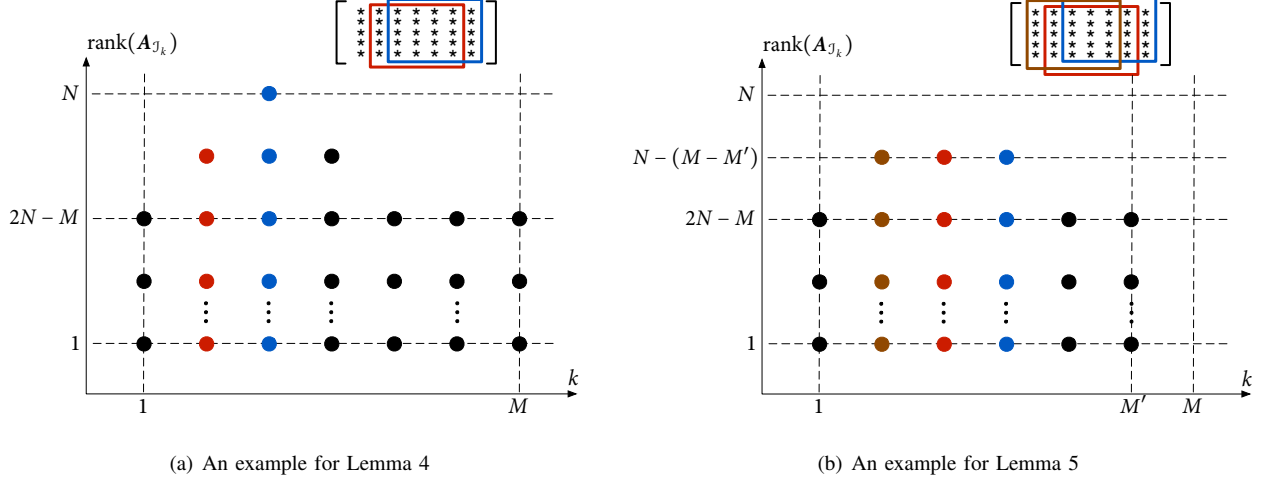 [ * * * * * * *
* * * * * * *
* * * * * * *
* * * * * * *
* * * * * * * ]
rank(A_{𝒥_k})
N
2N − M
1
1
M
k
(a) An example for Lemma 4
[ * * * * * * *
* * * * * * *
* * * * * * *
* * * * * * *
* * * * * * * ]
rank(A_{𝒥_k})
N
N − (M − M′)
2N − M
1
1
M′
M
k
(b) An example for Lemma 5